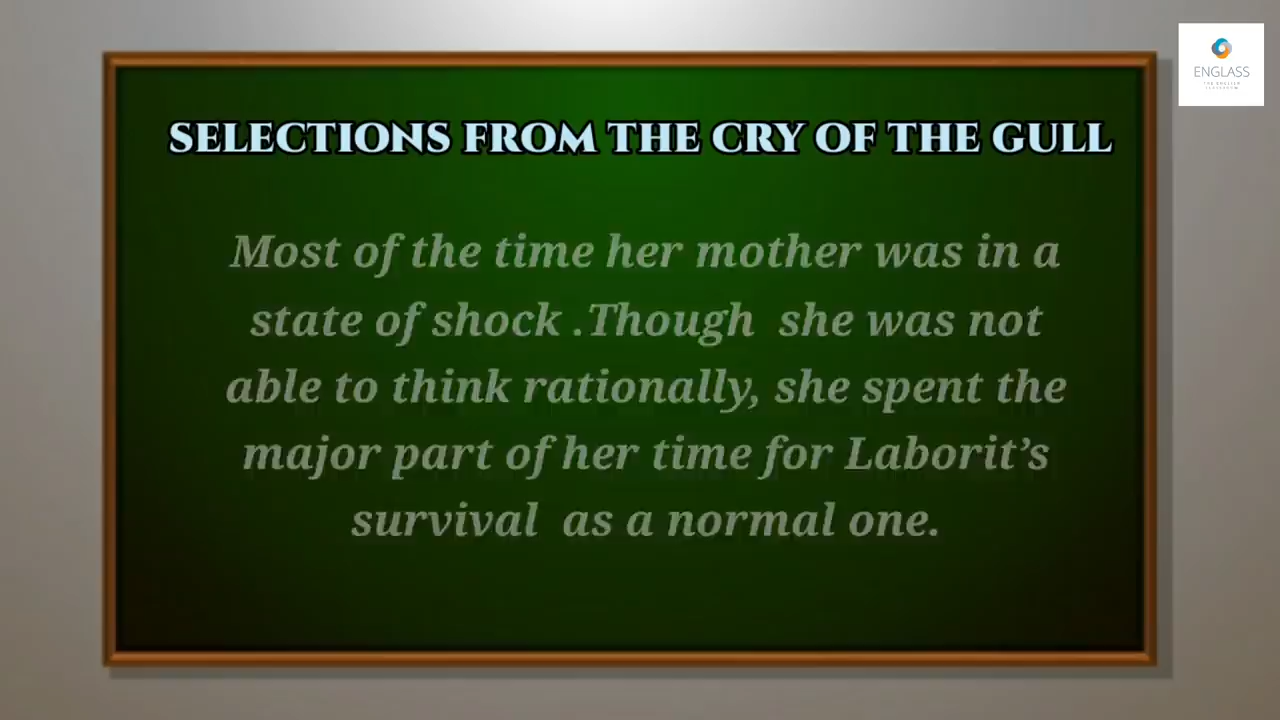 ENGLASS
SELECTIONS FROM THE CRY OF THE GULL
Most of the time her mother was in a
state of shock .Though  she was not
able to think rationally, she spent the
major part of her time for Laborit’s
survival  as a normal one.